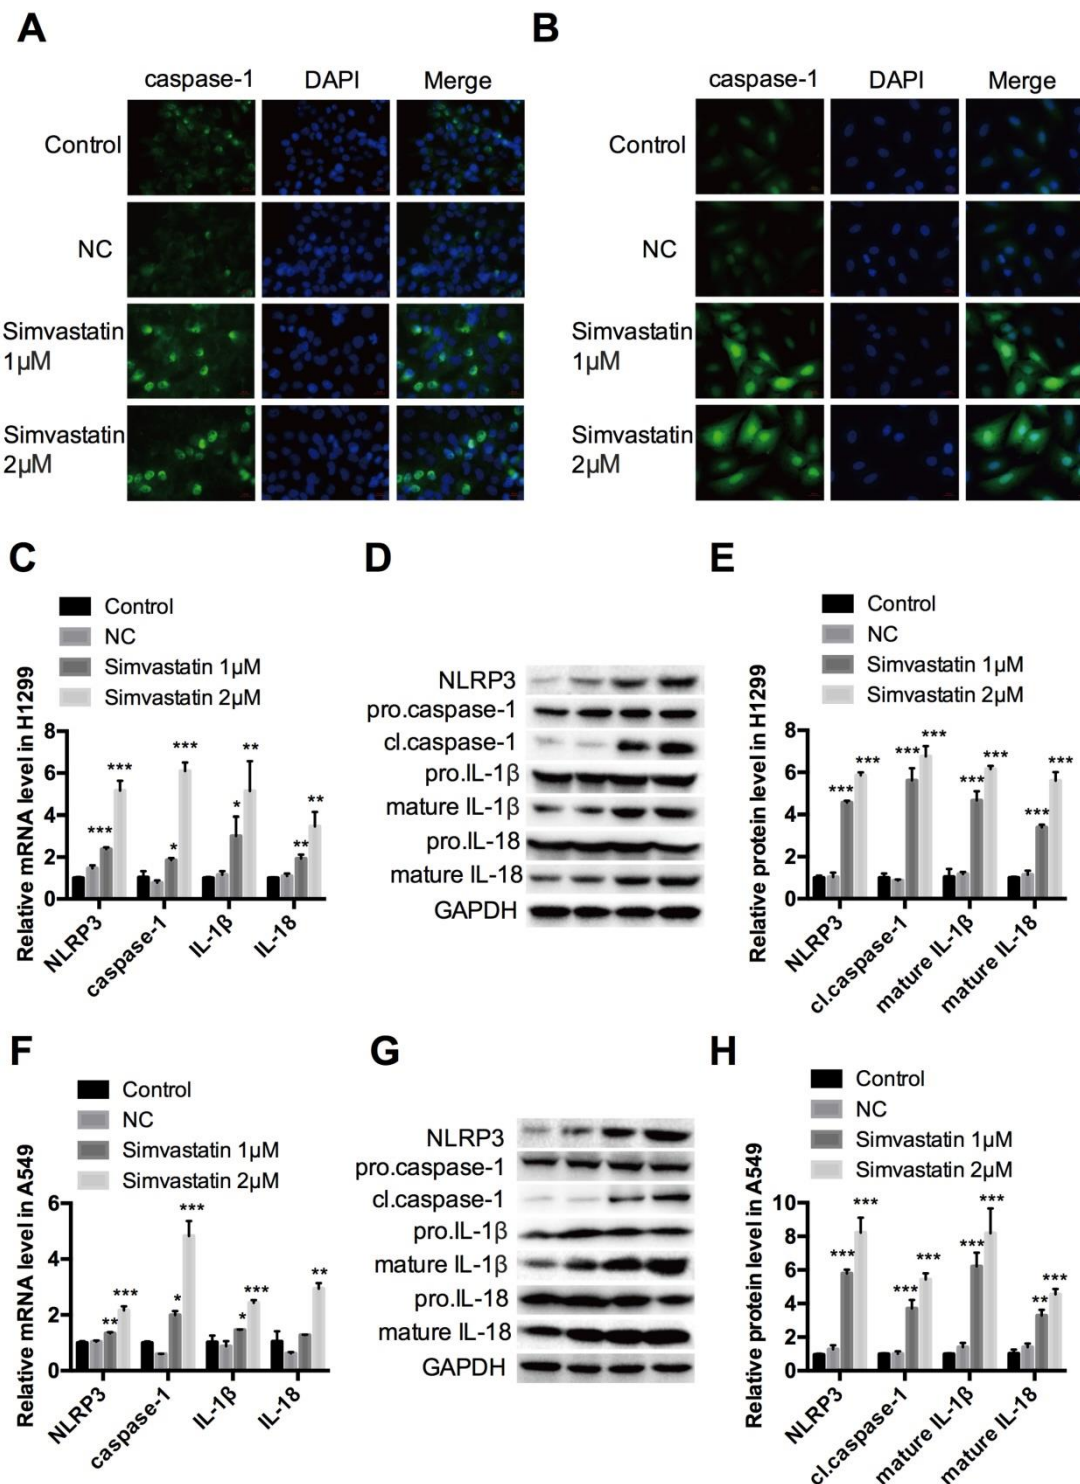 A
caspase-1 DAPI Merge
Control
NC
Simvastatin
1μM
Simvastatin
2μM
B
caspase-1 DAPI Merge
Control
NC
Simvastatin
1μM
Simvastatin
2μM
C
Control
NC
Simvastatin 1μM
Simvastatin 2μM
Relative mRNA level in H1299
8
6
4
2
0
*** *** * *** * ** ** **
NLRP3 caspase-1 IL-1β IL-18
D
NLRP3
pro.caspase-1
cl.caspase-1
pro.IL-1β
mature IL-1β
pro.IL-18
mature IL-18
GAPDH
E
Control
NC
Simvastatin 1μM
Simvastatin 2μM
Relative protein level in H1299
8
6
4
2
0
*** *** *** *** *** *** *** ***
NLRP3 cl.caspase-1 mature IL-1β mature IL-18
F
Control
NC
Simvastatin 1μM
Simvastatin 2μM
Relative mRNA level in A549
6
4
2
0
** *** * *** * *** **
NLRP3 caspase-1 IL-1β IL-18
G
NLRP3
pro.caspase-1
cl.caspase-1
pro.IL-1β
mature IL-1β
pro.IL-18
mature IL-18
GAPDH
H
Control
NC
Simvastatin 1μM
Simvastatin 2μM
Relative protein level in A549
10
8
6
4
2
0
*** *** *** *** *** *** ** ***
NLRP3 cl.caspase-1 mature IL-1β mature IL-18